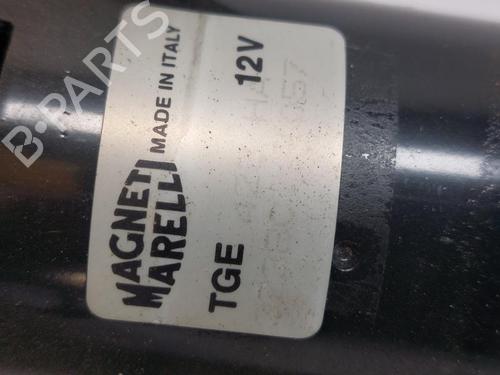 MAGNETI
MARELLI
MADE IN ITALY
TGE
12V
B·PARTS